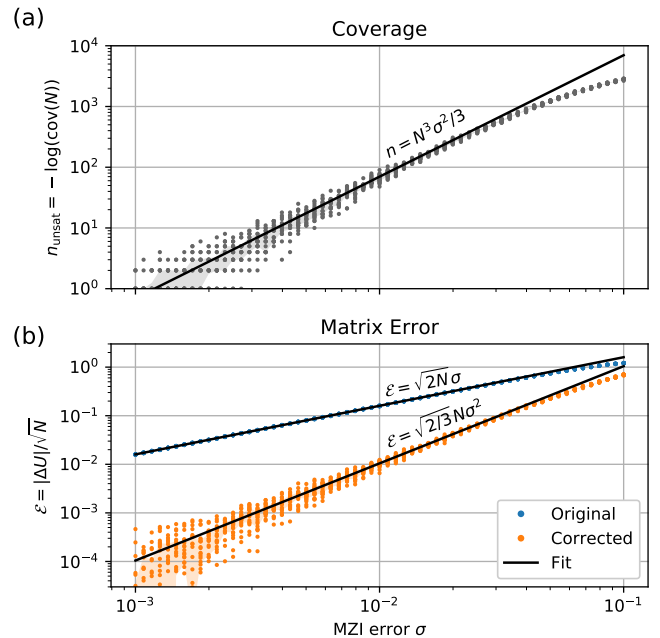 (a)
Coverage
n_unsat = − log(cov(N))
10^4
10^3
10^2
10^1
10^0
n = N^3σ^2/3
(b)
Matrix Error
ℰ = |ΔU|/√N
10^0
10^−1
10^−2
10^−3
10^−4
ℰ = √2Nσ
ℰ = √2/3Nσ^2
Original
Corrected
Fit
10^−3
10^−2
10^−1
MZI error σ